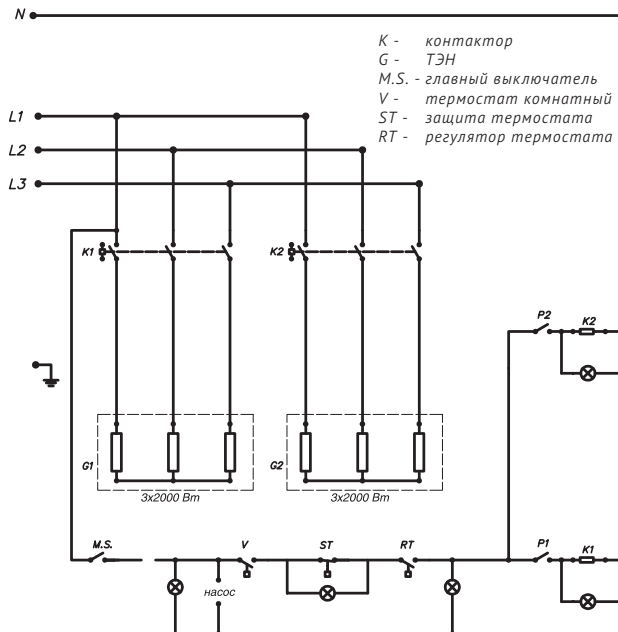 N
K - контактор
G - ТЭН
M.S. - главный выключатель
V - термостат комнатный
ST - защита термостата
RT - регулятор термостата
L1
L2
L3
K1
K2
P2
K2
G1
G2
3x2000 Вт
3x2000 Вт
M.S.
V
ST
RT
P1
K1
насос